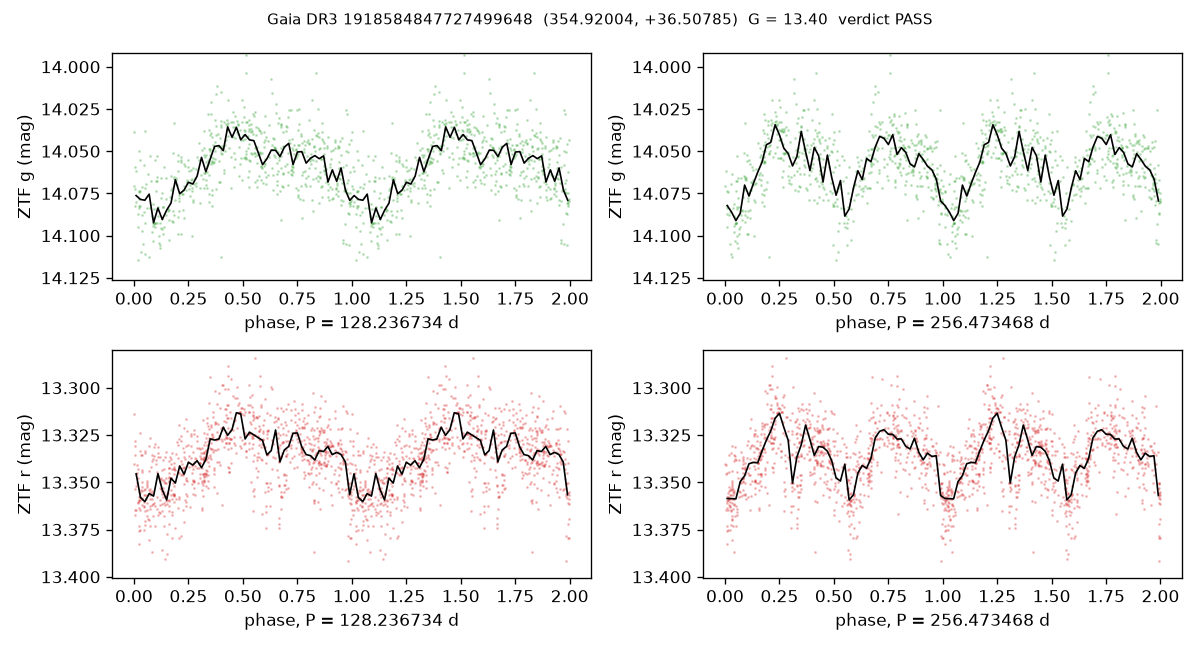 Gaia DR3 1918584847727499648  (354.92004, +36.50785)  G = 13.40  verdict PASS
14.000
14.025
14.050
14.075
14.100
14.125
ZTF g (mag)
0.00 0.25 0.50 0.75 1.00 1.25 1.50 1.75 2.00
phase, P = 128.236734 d
14.000
14.025
14.050
14.075
14.100
14.125
ZTF g (mag)
0.00 0.25 0.50 0.75 1.00 1.25 1.50 1.75 2.00
phase, P = 256.473468 d
13.300
13.325
13.350
13.375
13.400
ZTF r (mag)
0.00 0.25 0.50 0.75 1.00 1.25 1.50 1.75 2.00
phase, P = 128.236734 d
13.300
13.325
13.350
13.375
13.400
ZTF r (mag)
0.00 0.25 0.50 0.75 1.00 1.25 1.50 1.75 2.00
phase, P = 256.473468 d